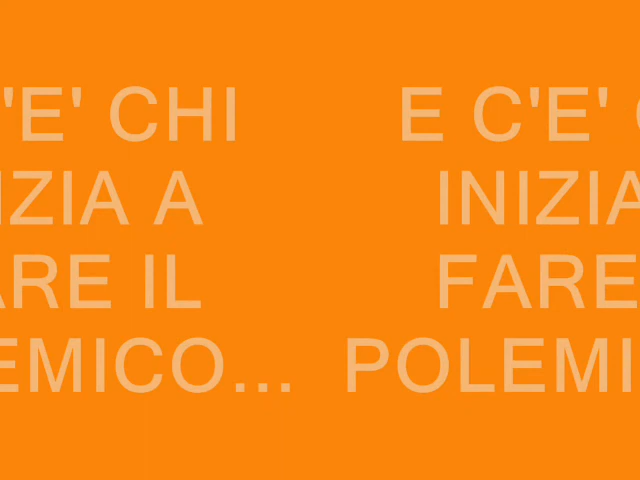 'E' CHI
IZIA A
ARE IL
EMICO...
E C'E'
INIZIA
FARE
POLEMI